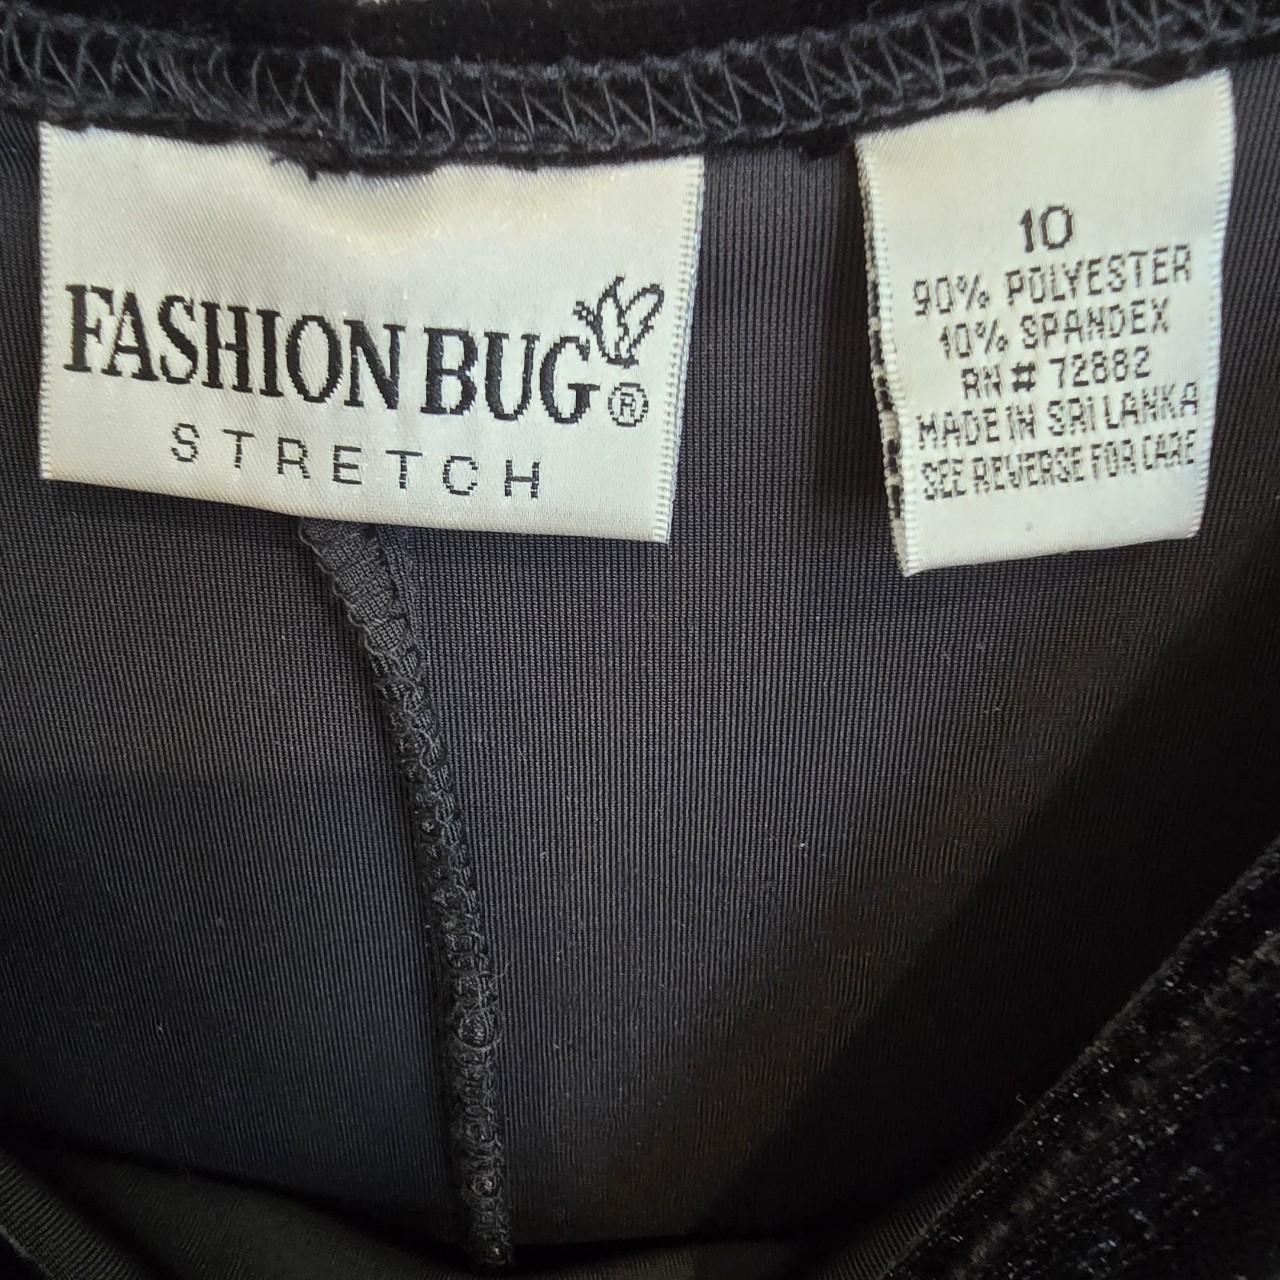 FASHION BUG®
STRETCH
10
90% POLYESTER
10% SPANDEX
RN # 72882
MADE IN SRI LANKA
SEE REVERSE FOR CARE